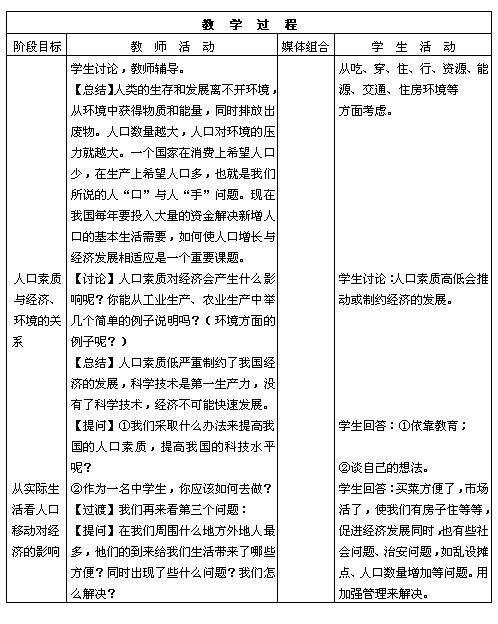 教 学 过 程
阶段目标 教 师 活 动 媒体组合 学 生 活 动
学生讨论，教师辅导。
【总结】人类的生存和发展离不开环境，
从环境中获得物质和能量，同时排放出
废物。人口数量越大，人口对环境的压
力就越大。一个国家在消费上希望人口
少，在生产上希望人口多，也就是我们
所说的人“口”与人“手”问题。现在
我国每年要投入大量的资金解决新增人
口的基本生活需要，如何使人口增长与
经济发展相适应是一个重要课题。
从吃、穿、住、行、资源、能
源、交通、住房环境等
方面考虑。
人口素质
与经济、
环境的关
系
【讨论】人口素质对经济会产生什么影
响呢？你能从工业生产、农业生产中举
几个简单的例子说明吗？（环境方面的
例子呢？）
【总结】人口素质低严重制约了我国经
济的发展，科学技术是第一生产力，没
有了科学技术，经济不可能快速发展。
【提问】①我们采取什么办法来提高我
国的人口素质，提高我国的科技水平
呢？
学生讨论：人口素质高低会推
动或制约经济的发展。
学生回答：①依靠教育；
②谈自己的想法。
从实际生
活看人口
移动对经
济的影响
②作为一名中学生，你应该如何去做？
【过渡】我们再来看第三个问题：
【提问】在我们周围什么地方外地人最
多，他们的到来给我们生活带来了哪些
方便？同时出现了些什么问题？我们怎
么解决？
学生回答：买菜方便了，市场
活了，使我们有房子住等等，
促进经济发展同时，也有些社
会问题、治安问题，如乱设摊
点、人口数量增加等问题。用
加强管理来解决。